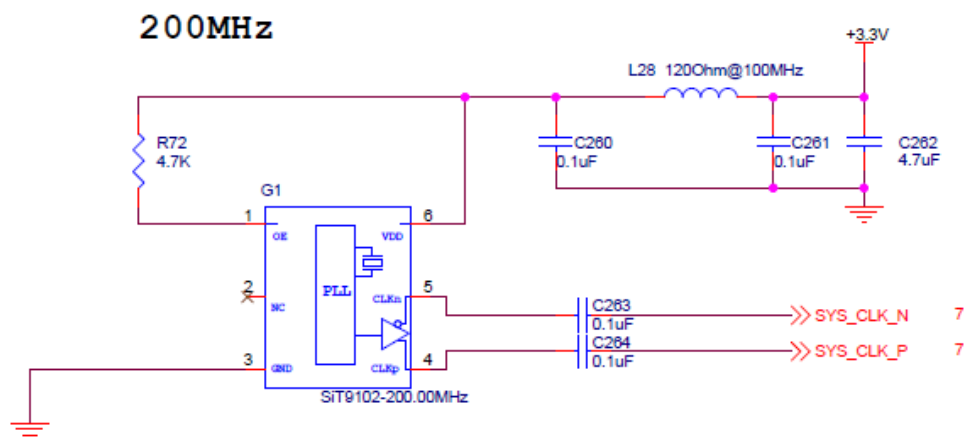 200MHz
+3.3V
L28 120Ohm@100MHz
R72
4.7K
C260
0.1uF
C261
0.1uF
C262
4.7uF
G1
1
6
OE
VDD
2
5
NC
PLL
CLKn
3
4
GND
CLKp
SiT9102-200.00MHz
C263
0.1uF
SYS_CLK_N 7
C264
0.1uF
SYS_CLK_P 7